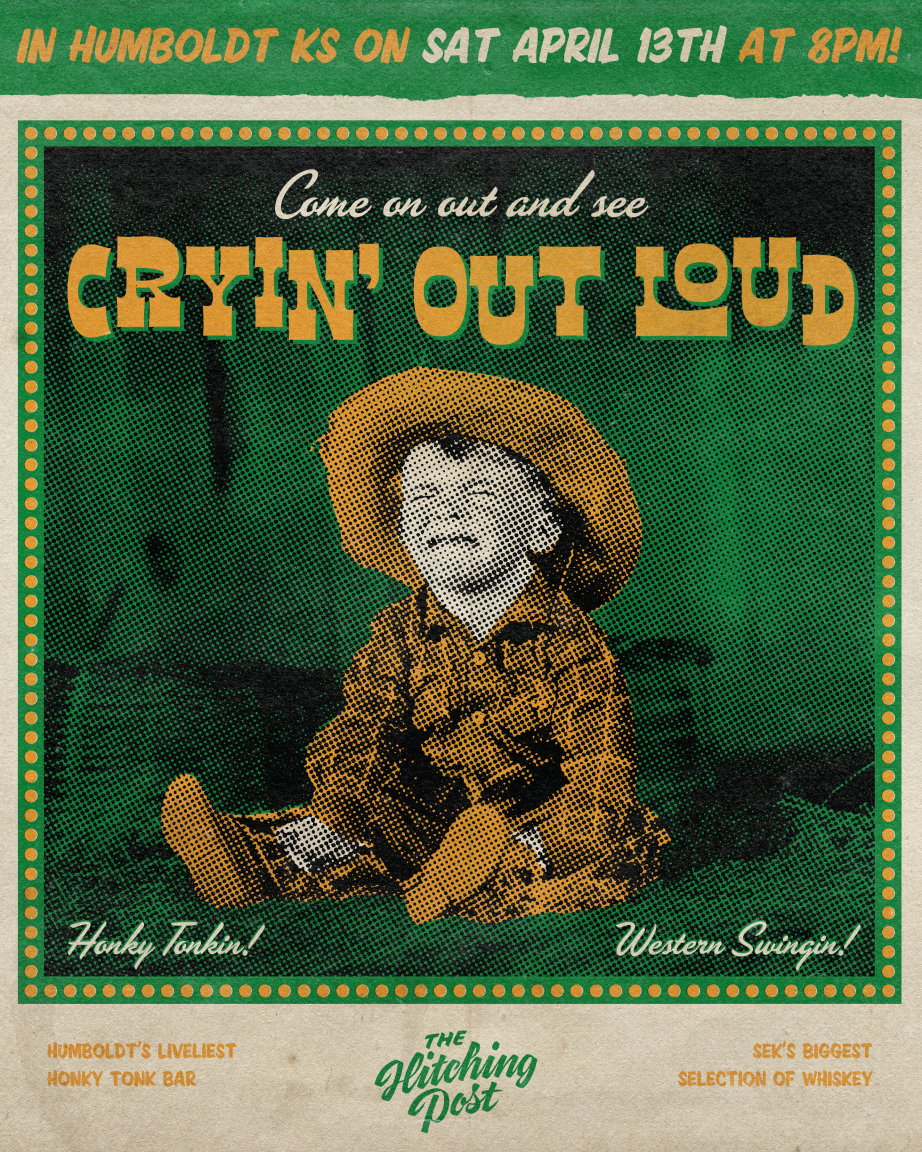 IN HUMBOLDT KS ON SAT APRIL 13TH AT 8PM!
Come on out and see
CRYIN' OUT LOUD
Honky Tonkin!
Western Swingin!
HUMBOLDT'S LIVELIEST
HONKY TONK BAR
THE
Hitching
Post
SEK'S BIGGEST
SELECTION OF WHISKEY